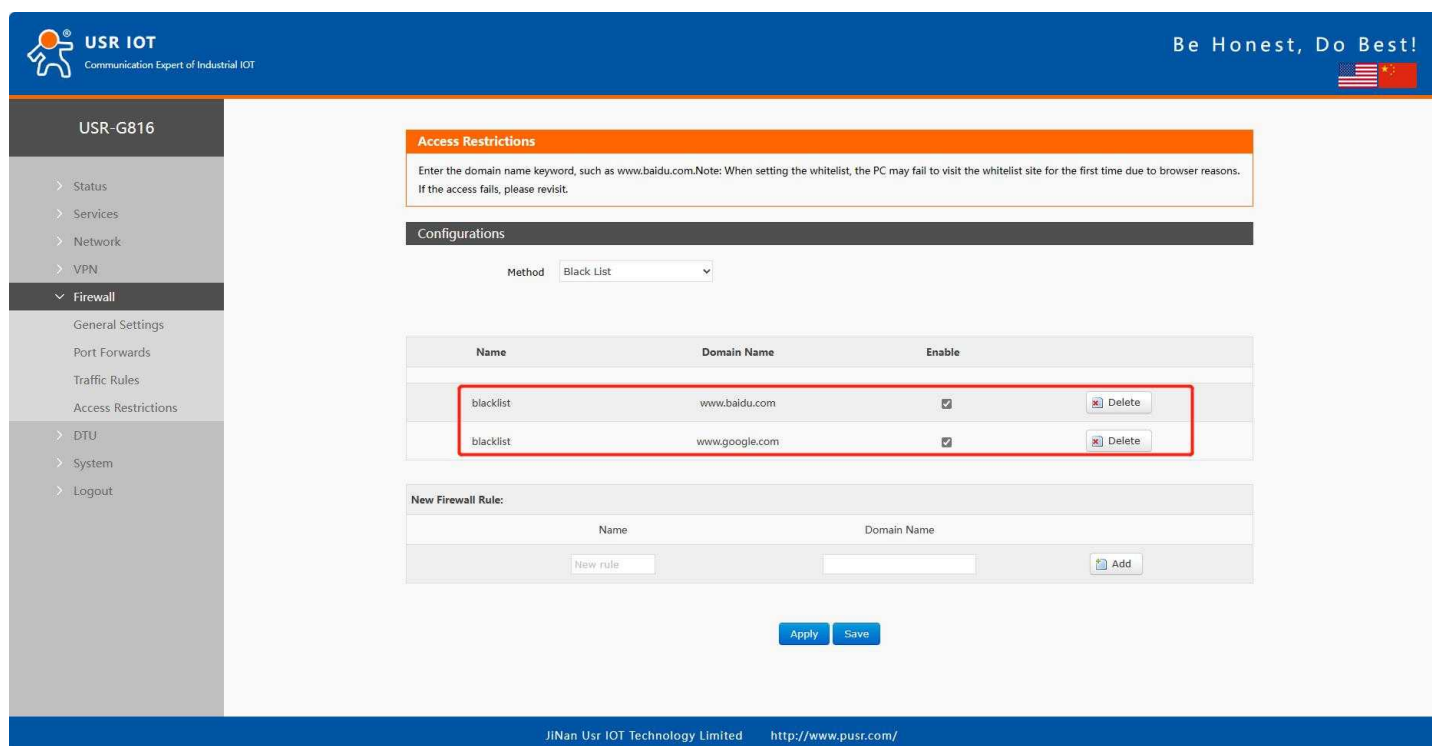 USR IOT
Communication Expert of Industrial IOT
Be Honest, Do Best!
USR-G816
Status
Services
Network
VPN
Firewall
General Settings
Port Forwards
Traffic Rules
Access Restrictions
DTU
System
Logout
Access Restrictions
Enter the domain name keyword, such as www.baidu.com.Note: When setting the whitelist, the PC may fail to visit the whitelist site for the first time due to browser reasons.
If the access fails, please revisit.
Configurations
Method Black List
Name Domain Name Enable
blacklist www.baidu.com Delete
blacklist www.google.com Delete
New Firewall Rule:
Name Domain Name
New rule Add
Apply Save
JiNan Usr IOT Technology Limited http://www.pusr.com/